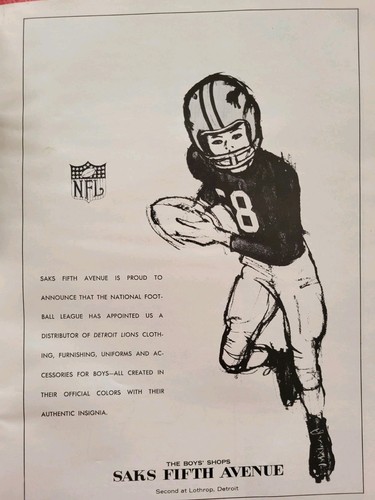 NFL
8
SAKS FIFTH AVENUE IS PROUD TO
ANNOUNCE THAT THE NATIONAL FOOT-
BALL LEAGUE HAS APPOINTED US A
DISTRIBUTOR OF DETROIT LIONS CLOTH-
ING, FURNISHING, UNIFORMS AND AC-
CESSORIES FOR BOYS—ALL CREATED IN
THEIR OFFICIAL COLORS WITH THEIR
AUTHENTIC INSIGNIA.
THE BOYS' SHOPS
SAKS FIFTH AVENUE
Second at Lothrop, Detroit